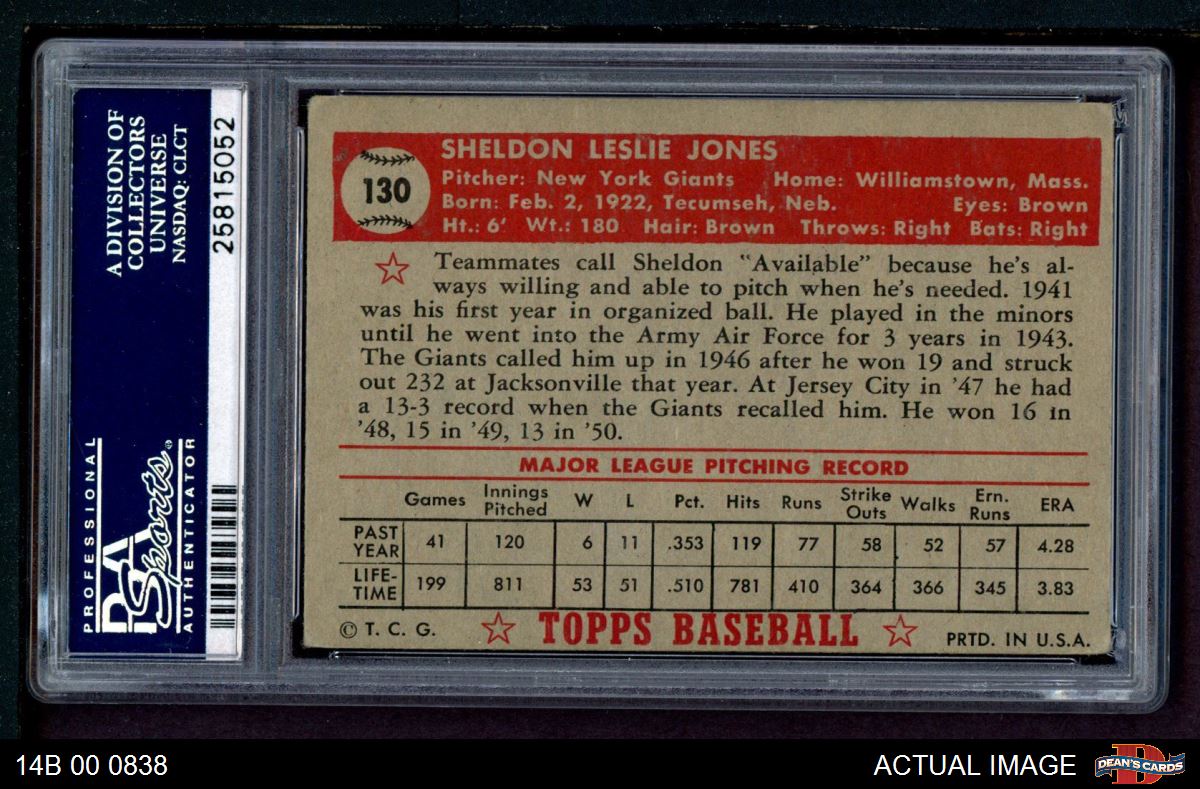 A DIVISION OF
COLLECTORS
UNIVERSE
NASDAQ: CLCT
25815052
PROFESSIONAL
PSA
Sports®
AUTHENTICATOR
130
SHELDON LESLIE JONES
Pitcher: New York Giants Home: Williamstown, Mass.
Born: Feb. 2, 1922, Tecumseh, Neb. Eyes: Brown
Ht.: 6' Wt.: 180 Hair: Brown Throws: Right Bats: Right
Teammates call Sheldon "Available" because he's al-
ways willing and able to pitch when he's needed. 1941
was his first year in organized ball. He played in the minors
until he went into the Army Air Force for 3 years in 1943.
The Giants called him up in 1946 after he won 19 and struck
out 232 at Jacksonville that year. At Jersey City in '47 he had
a 13-3 record when the Giants recalled him. He won 16 in
'48, 15 in '49, 13 in '50.
MAJOR LEAGUE PITCHING RECORD
Games Innings Pitched W L Pct. Hits Runs Strike Outs Walks Ern. Runs ERA
PAST YEAR 41 120 6 11 .353 119 77 58 52 57 4.28
LIFE-TIME 199 811 53 51 .510 781 410 364 366 345 3.83
© T. C. G. TOPPS BASEBALL PRTD. IN U.S.A.
14B 00 0838
ACTUAL IMAGE
DEAN'S CARDS